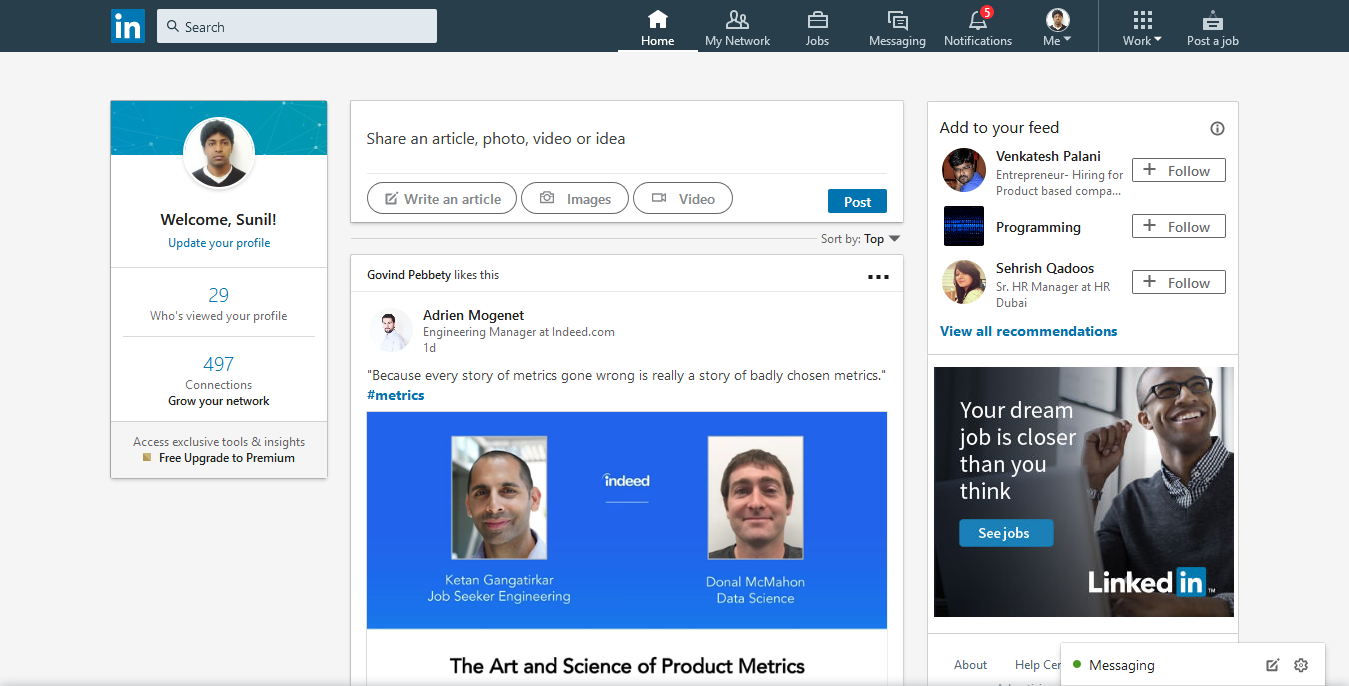 in
Search
Home
My Network
Jobs
Messaging
5
Notifications
Me
Work
Post a job
Welcome, Sunil!
Update your profile
29
Who's viewed your profile
497
Connections
Grow your network
Access exclusive tools & insights
Free Upgrade to Premium
Share an article, photo, video or idea
Write an article
Images
Video
Post
Sort by: Top
Govind Pebbety likes this
Adrien Mogenet
Engineering Manager at Indeed.com
1d
"Because every story of metrics gone wrong is really a story of badly chosen metrics."
#metrics
indeed
Ketan Gangatirkar
Job Seeker Engineering
Donal McMahon
Data Science
The Art and Science of Product Metrics
Add to your feed
Venkatesh Palani
Entrepreneur- Hiring for
Product based compa...
Follow
Programming
Follow
Sehrish Qadoos
Sr. HR Manager at HR
Dubai
Follow
View all recommendations
Your dream
job is closer
than you
think
See jobs
Linked in ™
About
Help Cen
Messaging